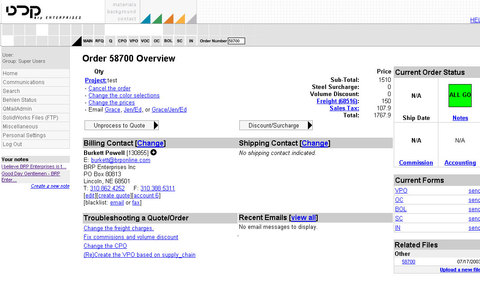 materials
background
contact
BRP ENTERPRISES
HEL
MAIN RFQ Q CPO VPO VOC OC BOL SC IN Order Number 58700
User:
Group: Super Users
Home
Communications
Search
Behlen Status
QMailAdmin
SolidWorks Files (FTP)
Miscellaneous
Personal Settings
Log Out
Your notes
I believe BRP Enterprises is t...
Good Day Gentlemen - BRP
Enter...
Create a new note
Order 58700 Overview
Qty
Project: test
- Cancel the order
- Change the color selections
- Change the prices
- Email Grace, Jen/Ed, or Grace/Jen/Ed
Price
Sub-Total: 1510
Steel Surcharge: 0
Volume Discount: 0
Freight (68516): 150
Sales Tax: 107.9
Total: 1767.9
Unprocess to Quote
Discount/Surcharge
Billing Contact [Change]
Burkett Powell [130955]
E: burkett@brponline.com
BRP Enterprises Inc
PO Box 80813
Lincoln, NE 68501
T: 310 862 4252 F: 310 388 5311
[edit][create quote][account 6]
[blacklist: email or fax]
Shipping Contact [Change]
No shipping contact indicated.
Troubleshooting a Quote/Order
Change the freight charges.
Fix commisions and volume discount
Change the CPO
(Re)Create the VPO based on supply_chain
Recent Emails [view all]
No email messages to display.
Current Order Status
N/A
ALL GO
Ship Date
Notes
N/A
N/A
Commission
Accounting
Current Forms
VPO send
OC send
BOL send
SC send
IN send
Related Files
Other
58700 07/17/200
Upload a new fil